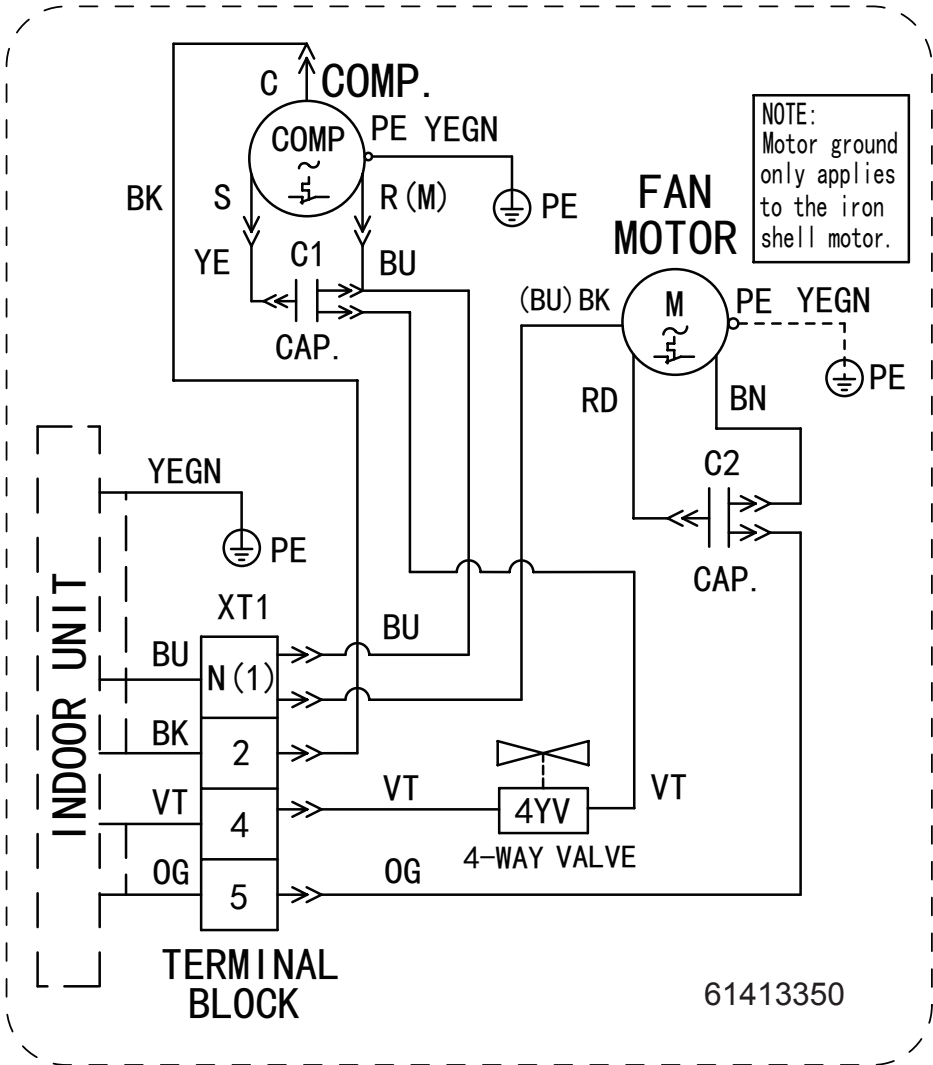 C COMP.
COMP
PE YEGN
PE
BK
S
R(M)
YE
C1
BU
CAP.
NOTE:
Motor ground
only applies
to the iron
shell motor.
FAN
MOTOR
(BU)BK
M
PE YEGN
PE
RD
BN
C2
CAP.
YEGN
PE
INDOOR UNIT
XT1
BU
N(1)
BU
BK
2
VT
4
VT
4YV
VT
4-WAY VALVE
OG
5
OG
TERMINAL
BLOCK
61413350